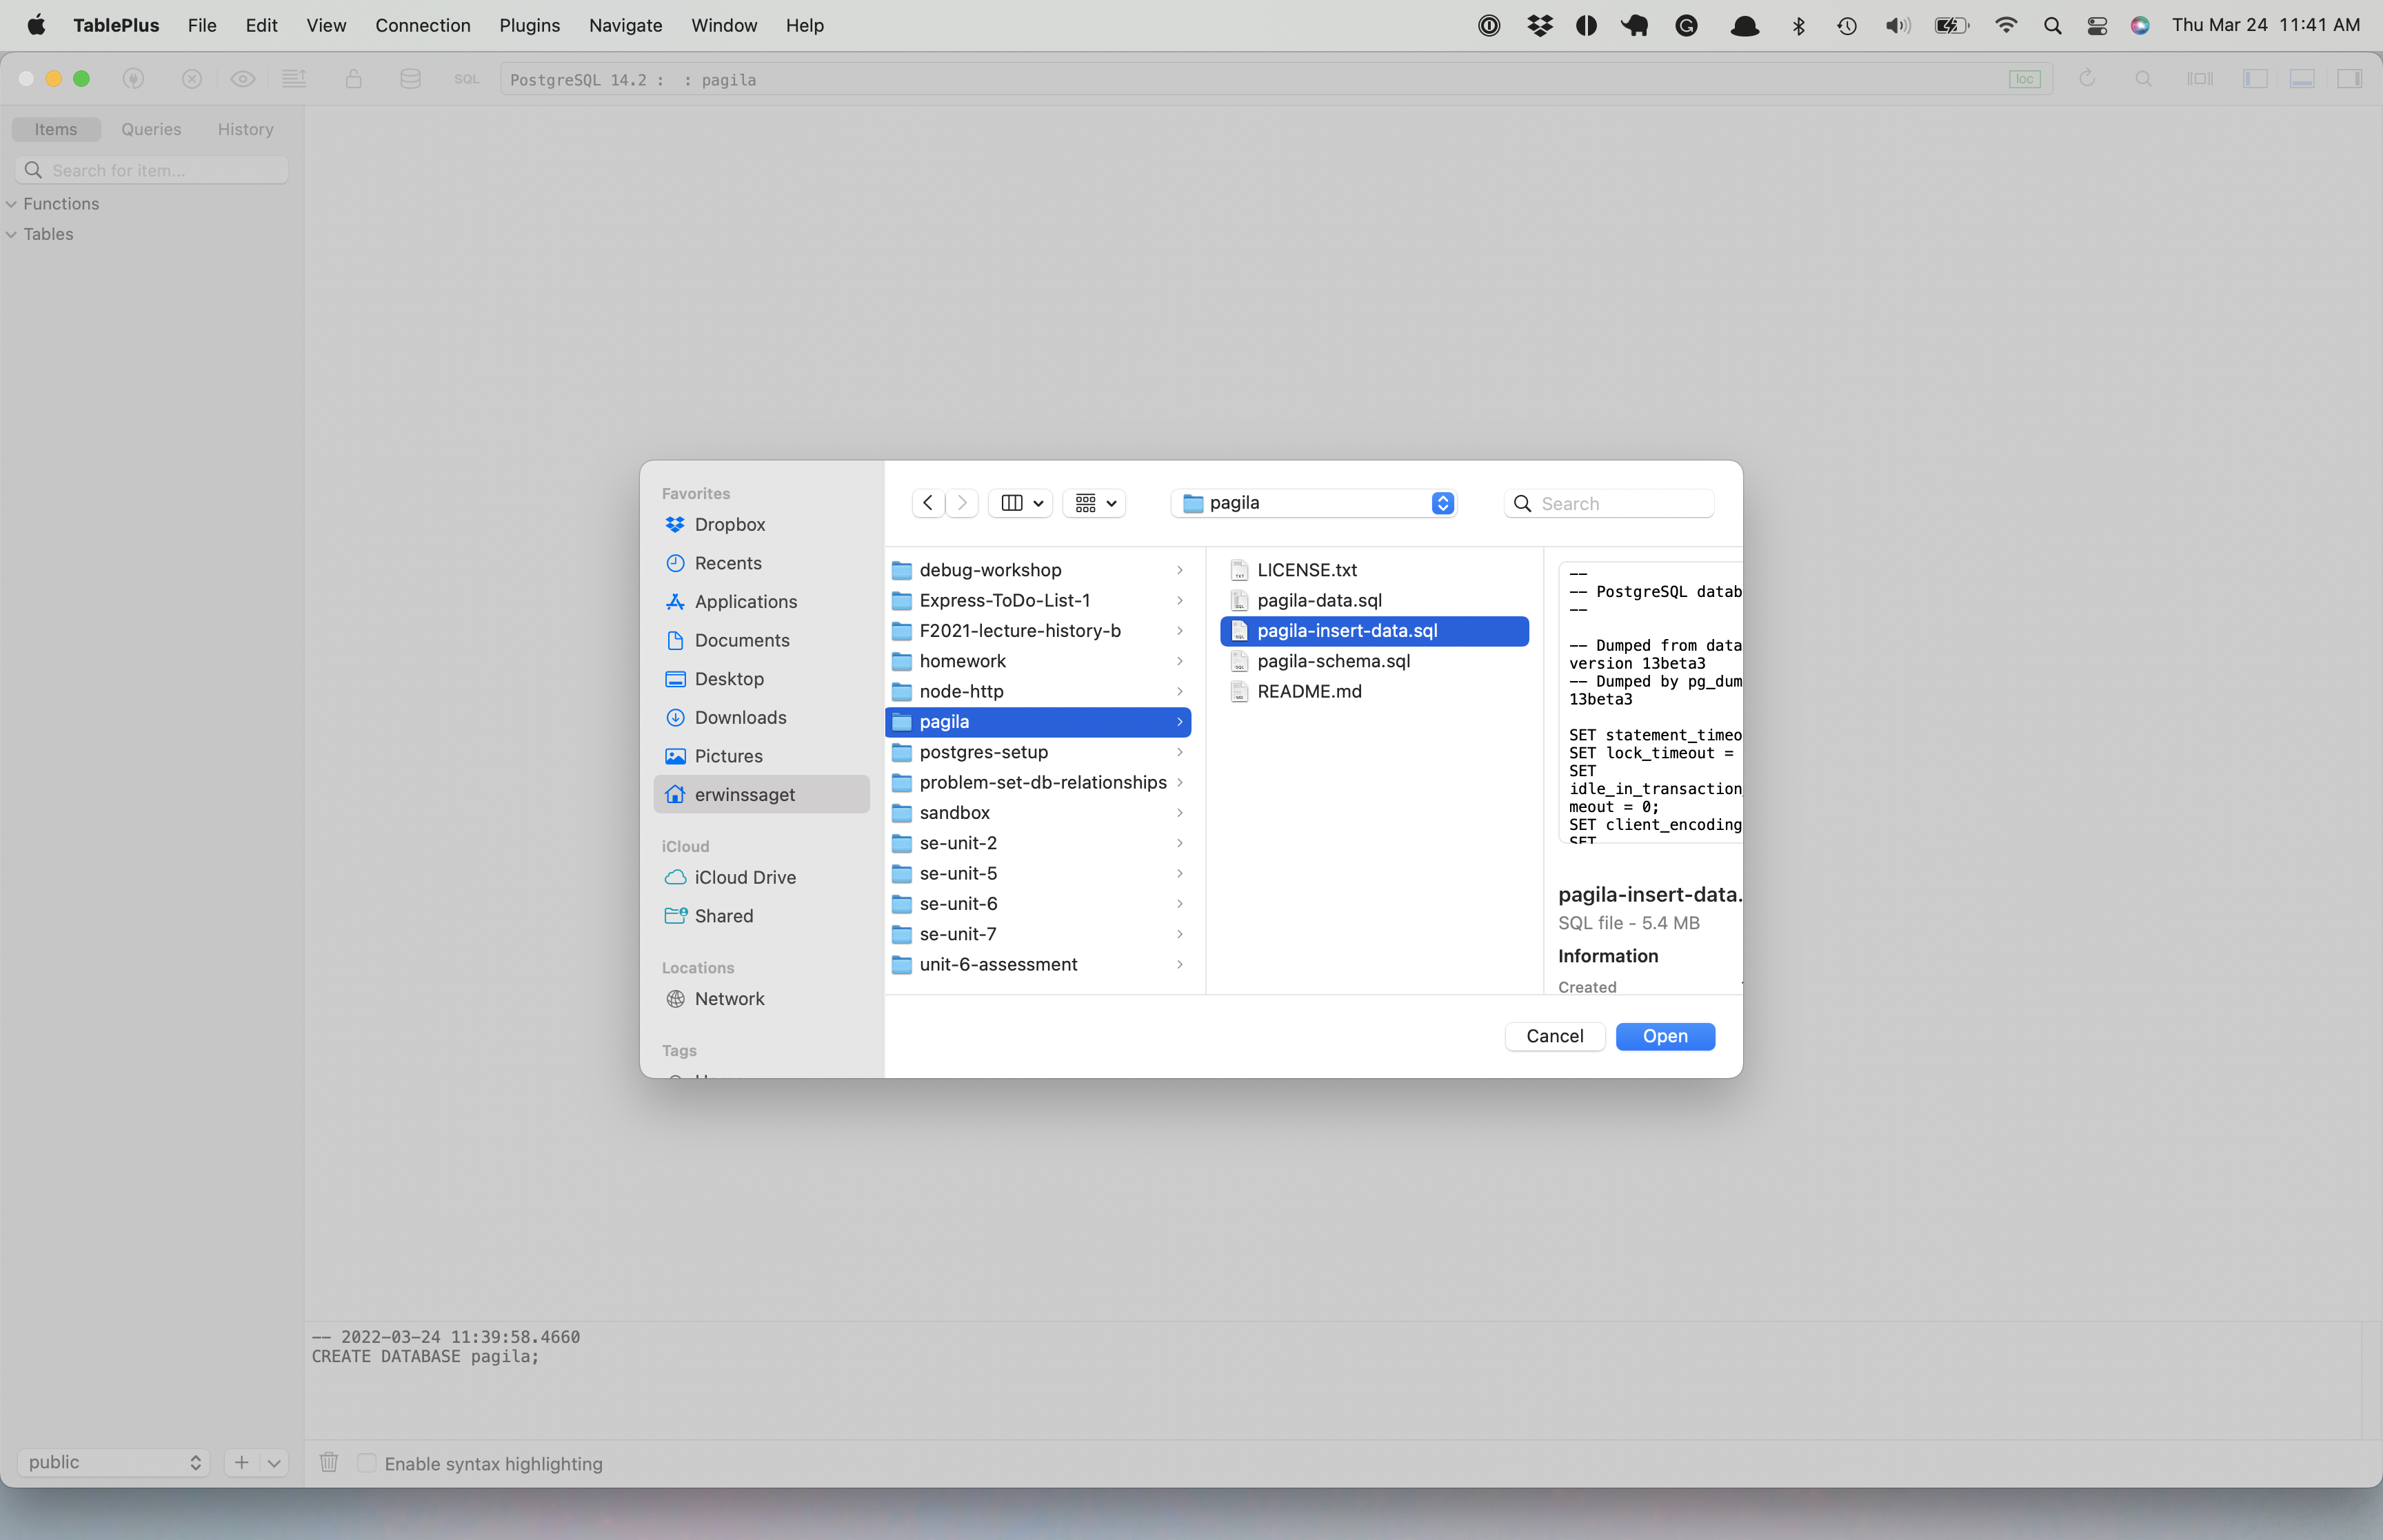 TablePlus File Edit View Connection Plugins Navigate Window Help Thu Mar 24 11:41 AM
SQL PostgreSQL 14.2 : : pagila loc
Items Queries History
Search for item...
Functions
Tables
Favorites
Dropbox
Recents
Applications
Documents
Desktop
Downloads
Pictures
erwinssaget
iCloud
iCloud Drive
Shared
Locations
Network
Tags
pagila
Search
debug-workshop
Express-ToDo-List-1
F2021-lecture-history-b
homework
node-http
pagila
postgres-setup
problem-set-db-relationships
sandbox
se-unit-2
se-unit-5
se-unit-6
se-unit-7
unit-6-assessment
LICENSE.txt
pagila-data.sql
pagila-insert-data.sql
pagila-schema.sql
README.md
--
-- PostgreSQL datab
--
-- Dumped from data
version 13beta3
-- Dumped by pg_dum
13beta3
SET statement_timeo
SET lock_timeout =
SET
idle_in_transaction_
meout = 0;
SET client_encoding
SET
pagila-insert-data.
SQL file - 5.4 MB
Information
Created
Cancel Open
-- 2022-03-24 11:39:58.4660
CREATE DATABASE pagila;
public
Enable syntax highlighting